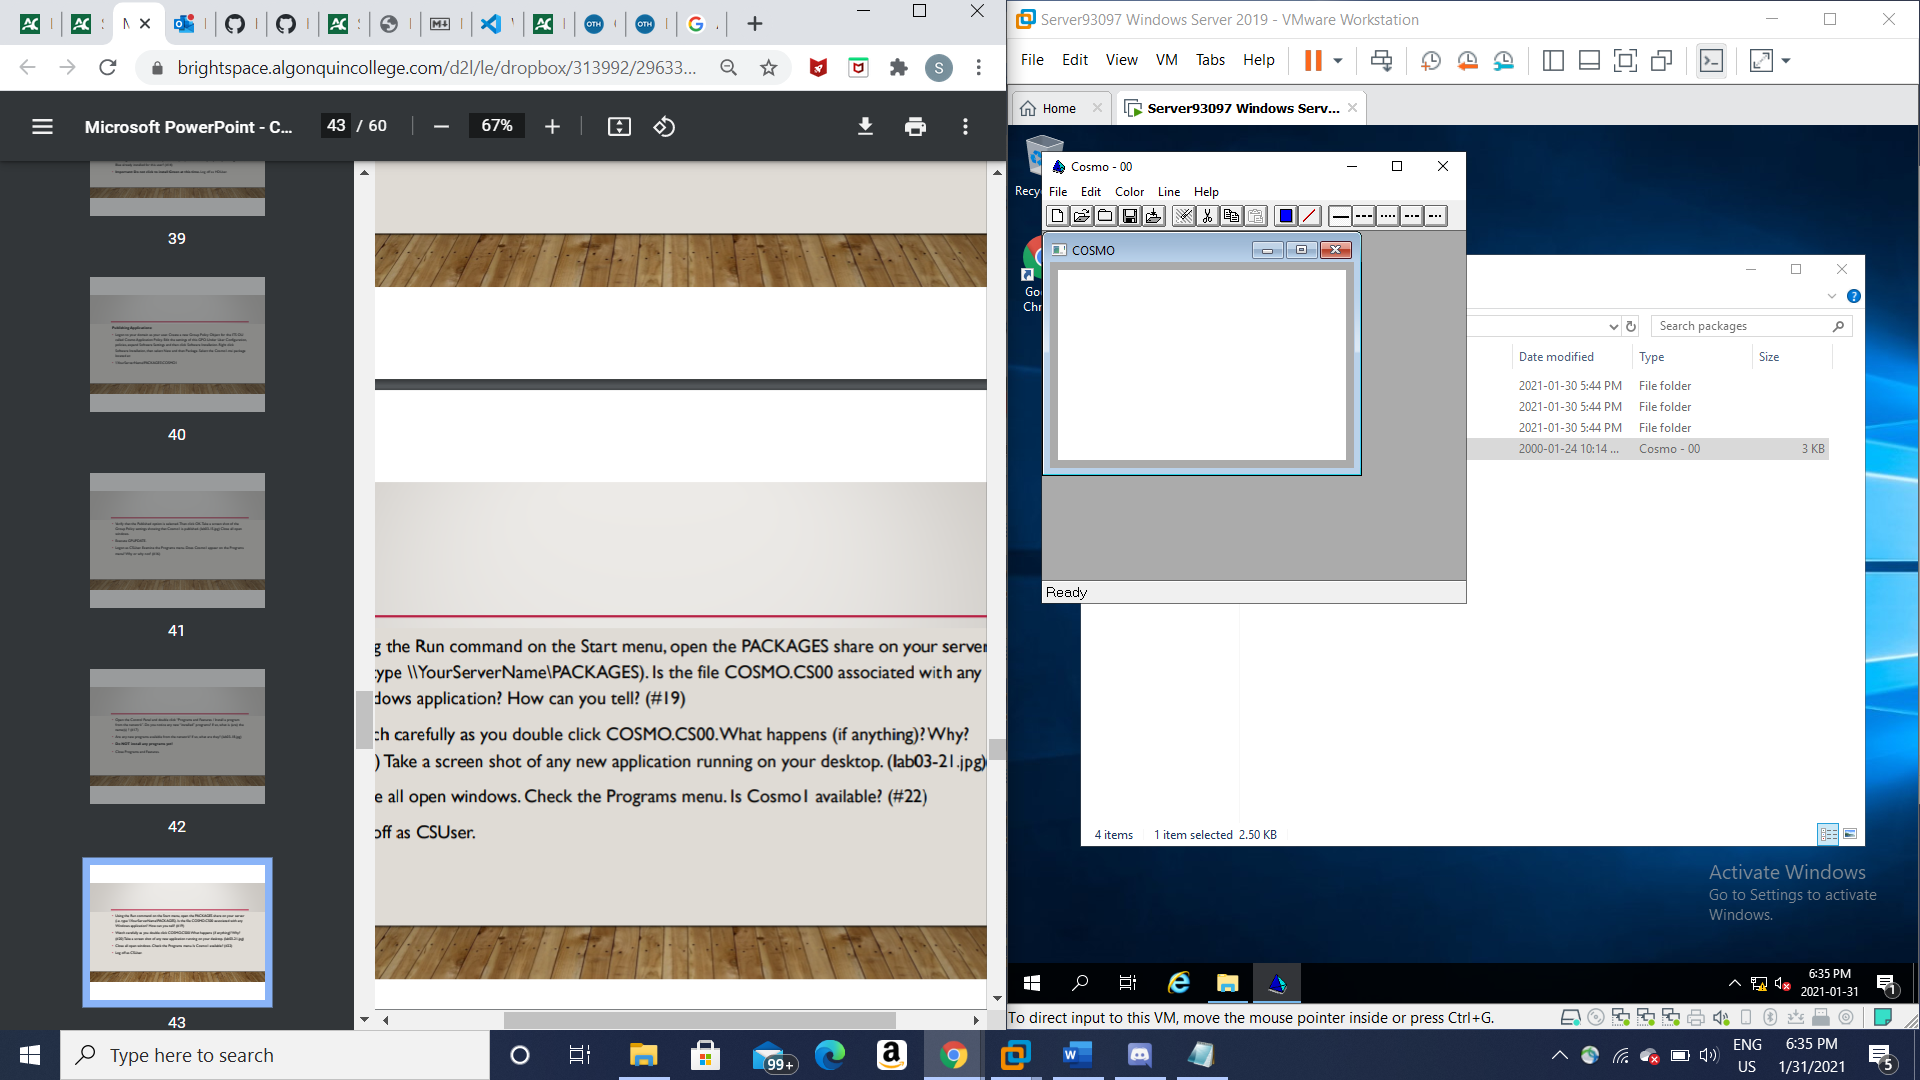 brightspace.algonquincollege.com/d2l/le/dropbox/313992/29633...
S
Microsoft PowerPoint - C...
43 / 60
67%
39
40
41
42
43
g the Run command on the Start menu, open the PACKAGES share on your server
type \\YourServerName\PACKAGES). Is the file COSMO.CS00 associated with any
dows application? How can you tell? (#19)
ch carefully as you double click COSMO.CS00. What happens (if anything)? Why?
) Take a screen shot of any new application running on your desktop. (lab03-21.jpg)
e all open windows. Check the Programs menu. Is Cosmo1 available? (#22)
off as CSUser.
Type here to search
99+
Server93097 Windows Server 2019 - VMware Workstation
File Edit View VM Tabs Help
Home
Server93097 Windows Serv...
Cosmo - 00
File Edit Color Line Help
COSMO
Ready
Search packages
Date modified Type Size
2021-01-30 5:44 PM File folder
2021-01-30 5:44 PM File folder
2021-01-30 5:44 PM File folder
2000-01-24 10:14 ... Cosmo - 00 3 KB
4 items 1 item selected 2.50 KB
Activate Windows
Go to Settings to activate
Windows.
6:35 PM
2021-01-31
1
To direct input to this VM, move the mouse pointer inside or press Ctrl+G.
ENG
US
6:35 PM
1/31/2021
5